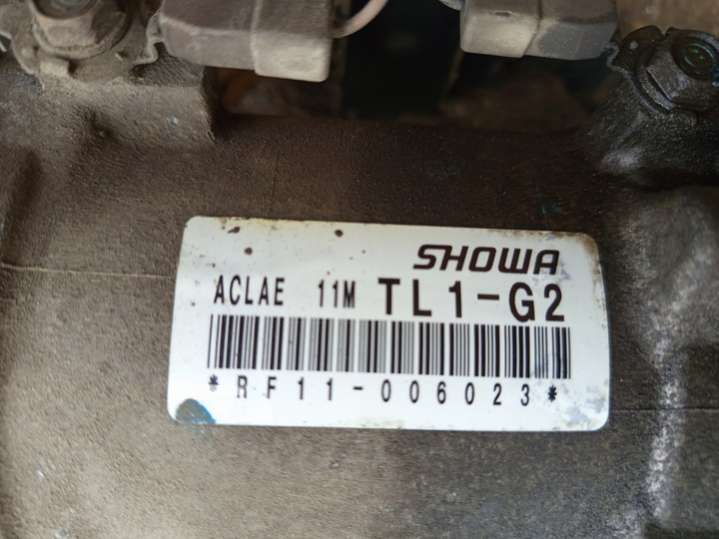 SHOWA
ACLAE 11M TL1-G2
*RF11-006023*